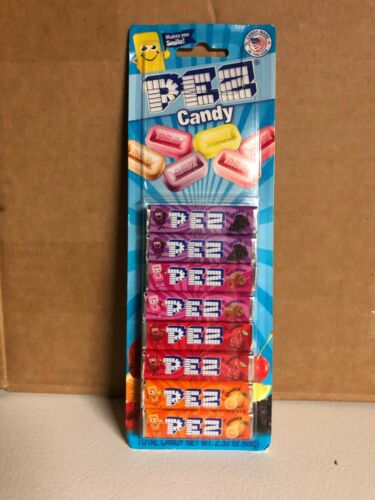 Makes you
Smile!
PEZ®
Candy
PEZ
PEZ
PEZ
PEZ
PEZ
PEZ
PEZ
PEZ
TOTAL CANDY NET WT. 2.32 OZ (66g)